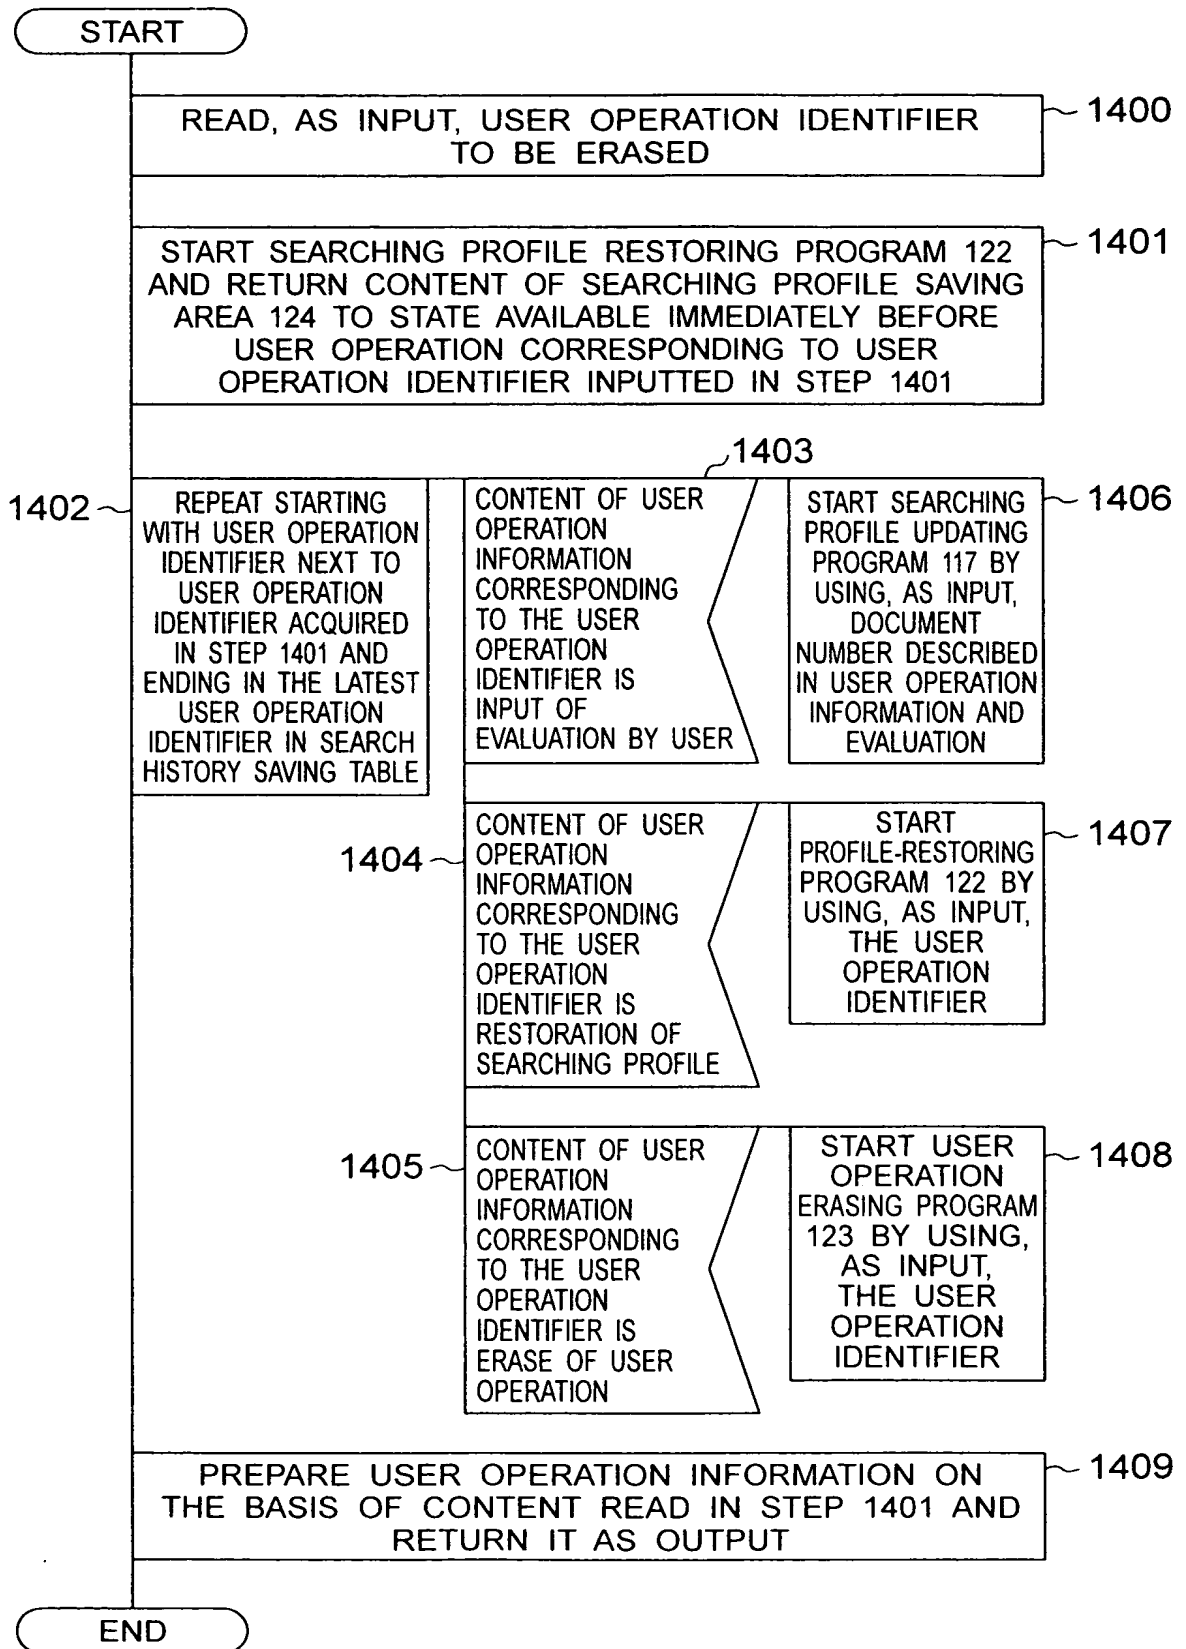 START
READ, AS INPUT, USER OPERATION IDENTIFIER
TO BE ERASED
1400
START SEARCHING PROFILE RESTORING PROGRAM 122
AND RETURN CONTENT OF SEARCHING PROFILE SAVING
AREA 124 TO STATE AVAILABLE IMMEDIATELY BEFORE
USER OPERATION CORRESPONDING TO USER
OPERATION IDENTIFIER INPUTTED IN STEP 1401
1401
1402
REPEAT STARTING
WITH USER OPERATION
IDENTIFIER NEXT TO
USER OPERATION
IDENTIFIER ACQUIRED
IN STEP 1401 AND
ENDING IN THE LATEST
USER OPERATION
IDENTIFIER IN SEARCH
HISTORY SAVING TABLE
1403
CONTENT OF USER
OPERATION
INFORMATION
CORRESPONDING
TO THE USER
OPERATION
IDENTIFIER IS
INPUT OF
EVALUATION BY USER
START SEARCHING
PROFILE UPDATING
PROGRAM 117 BY
USING, AS INPUT,
DOCUMENT
NUMBER DESCRIBED
IN USER OPERATION
INFORMATION AND
EVALUATION
1406
1404
CONTENT OF USER
OPERATION
INFORMATION
CORRESPONDING
TO THE USER
OPERATION
IDENTIFIER IS
RESTORATION OF
SEARCHING PROFILE
START
PROFILE-RESTORING
PROGRAM 122 BY
USING, AS INPUT,
THE USER
OPERATION
IDENTIFIER
1407
1405
CONTENT OF USER
OPERATION
INFORMATION
CORRESPONDING
TO THE USER
OPERATION
IDENTIFIER IS
ERASE OF USER
OPERATION
START USER
OPERATION
ERASING PROGRAM
123 BY USING,
AS INPUT,
THE USER
OPERATION
IDENTIFIER
1408
PREPARE USER OPERATION INFORMATION ON
THE BASIS OF CONTENT READ IN STEP 1401 AND
RETURN IT AS OUTPUT
1409
END